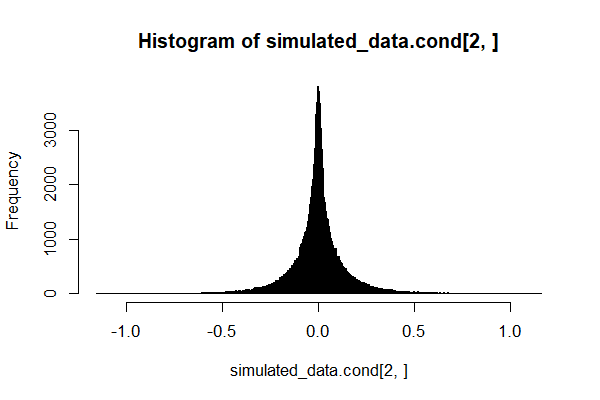 Histogram of simulated_data.cond[2, ]
Frequency
3000
2000
1000
0
-1.0 -0.5 0.0 0.5 1.0
simulated_data.cond[2, ]